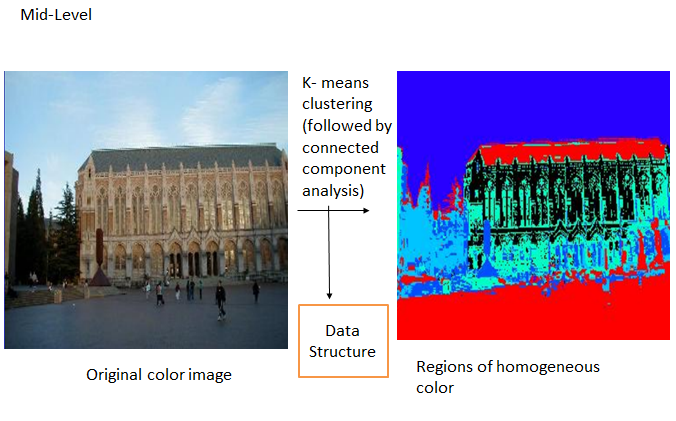 Mid-Level
K- means
clustering
(followed by
connected
component
analysis)
Data
Structure
Original color image
Regions of homogeneous
color